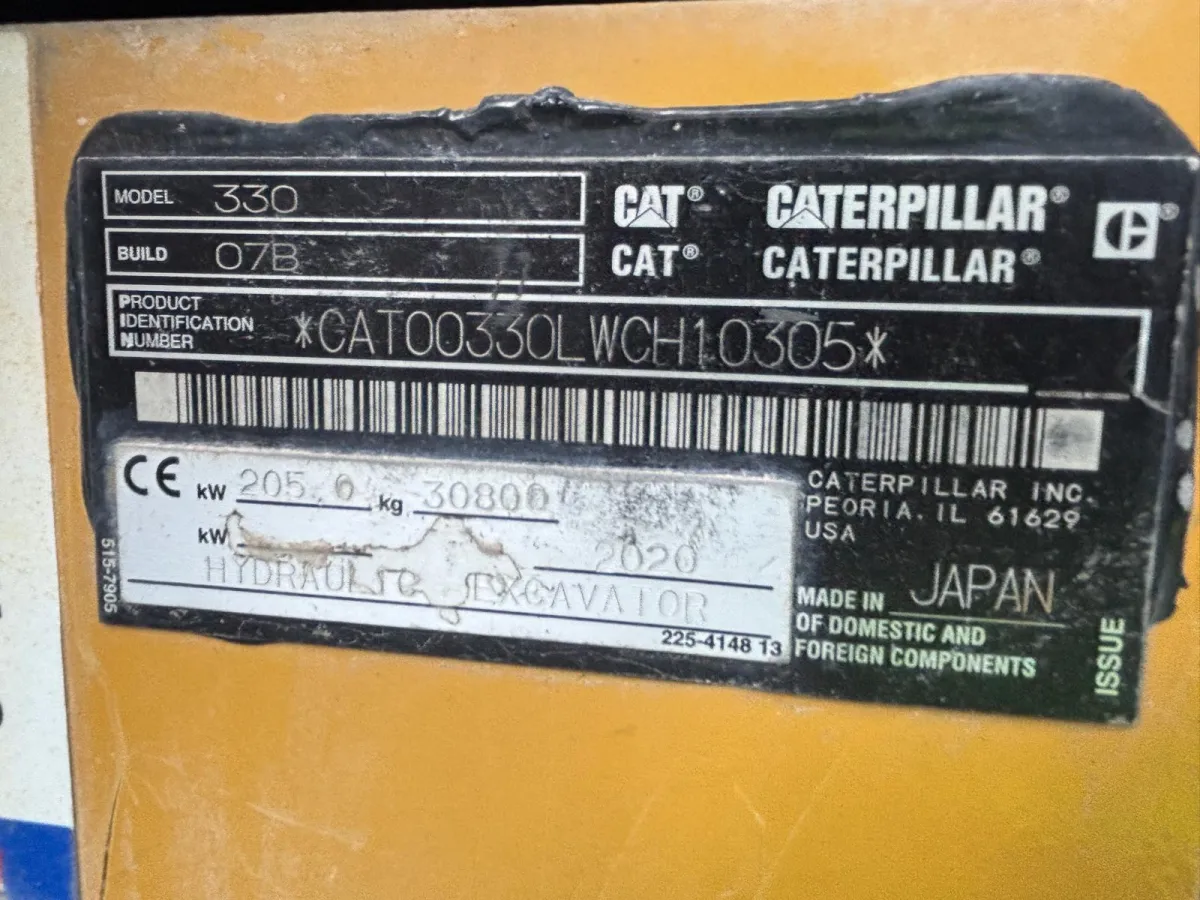 MODEL 330
BUILD 07B
CAT® CATERPILLAR®
CAT® CATERPILLAR®
PRODUCT
IDENTIFICATION
NUMBER
*CAT00330LWCH10305*
CE kW 205.0 kg 30800
kW 2020
HYDRAULIC EXCAVATOR
225-4148 13
515-7905
CATERPILLAR INC.
PEORIA, IL 61629
USA
MADE IN JAPAN
OF DOMESTIC AND
FOREIGN COMPONENTS
ISSUE